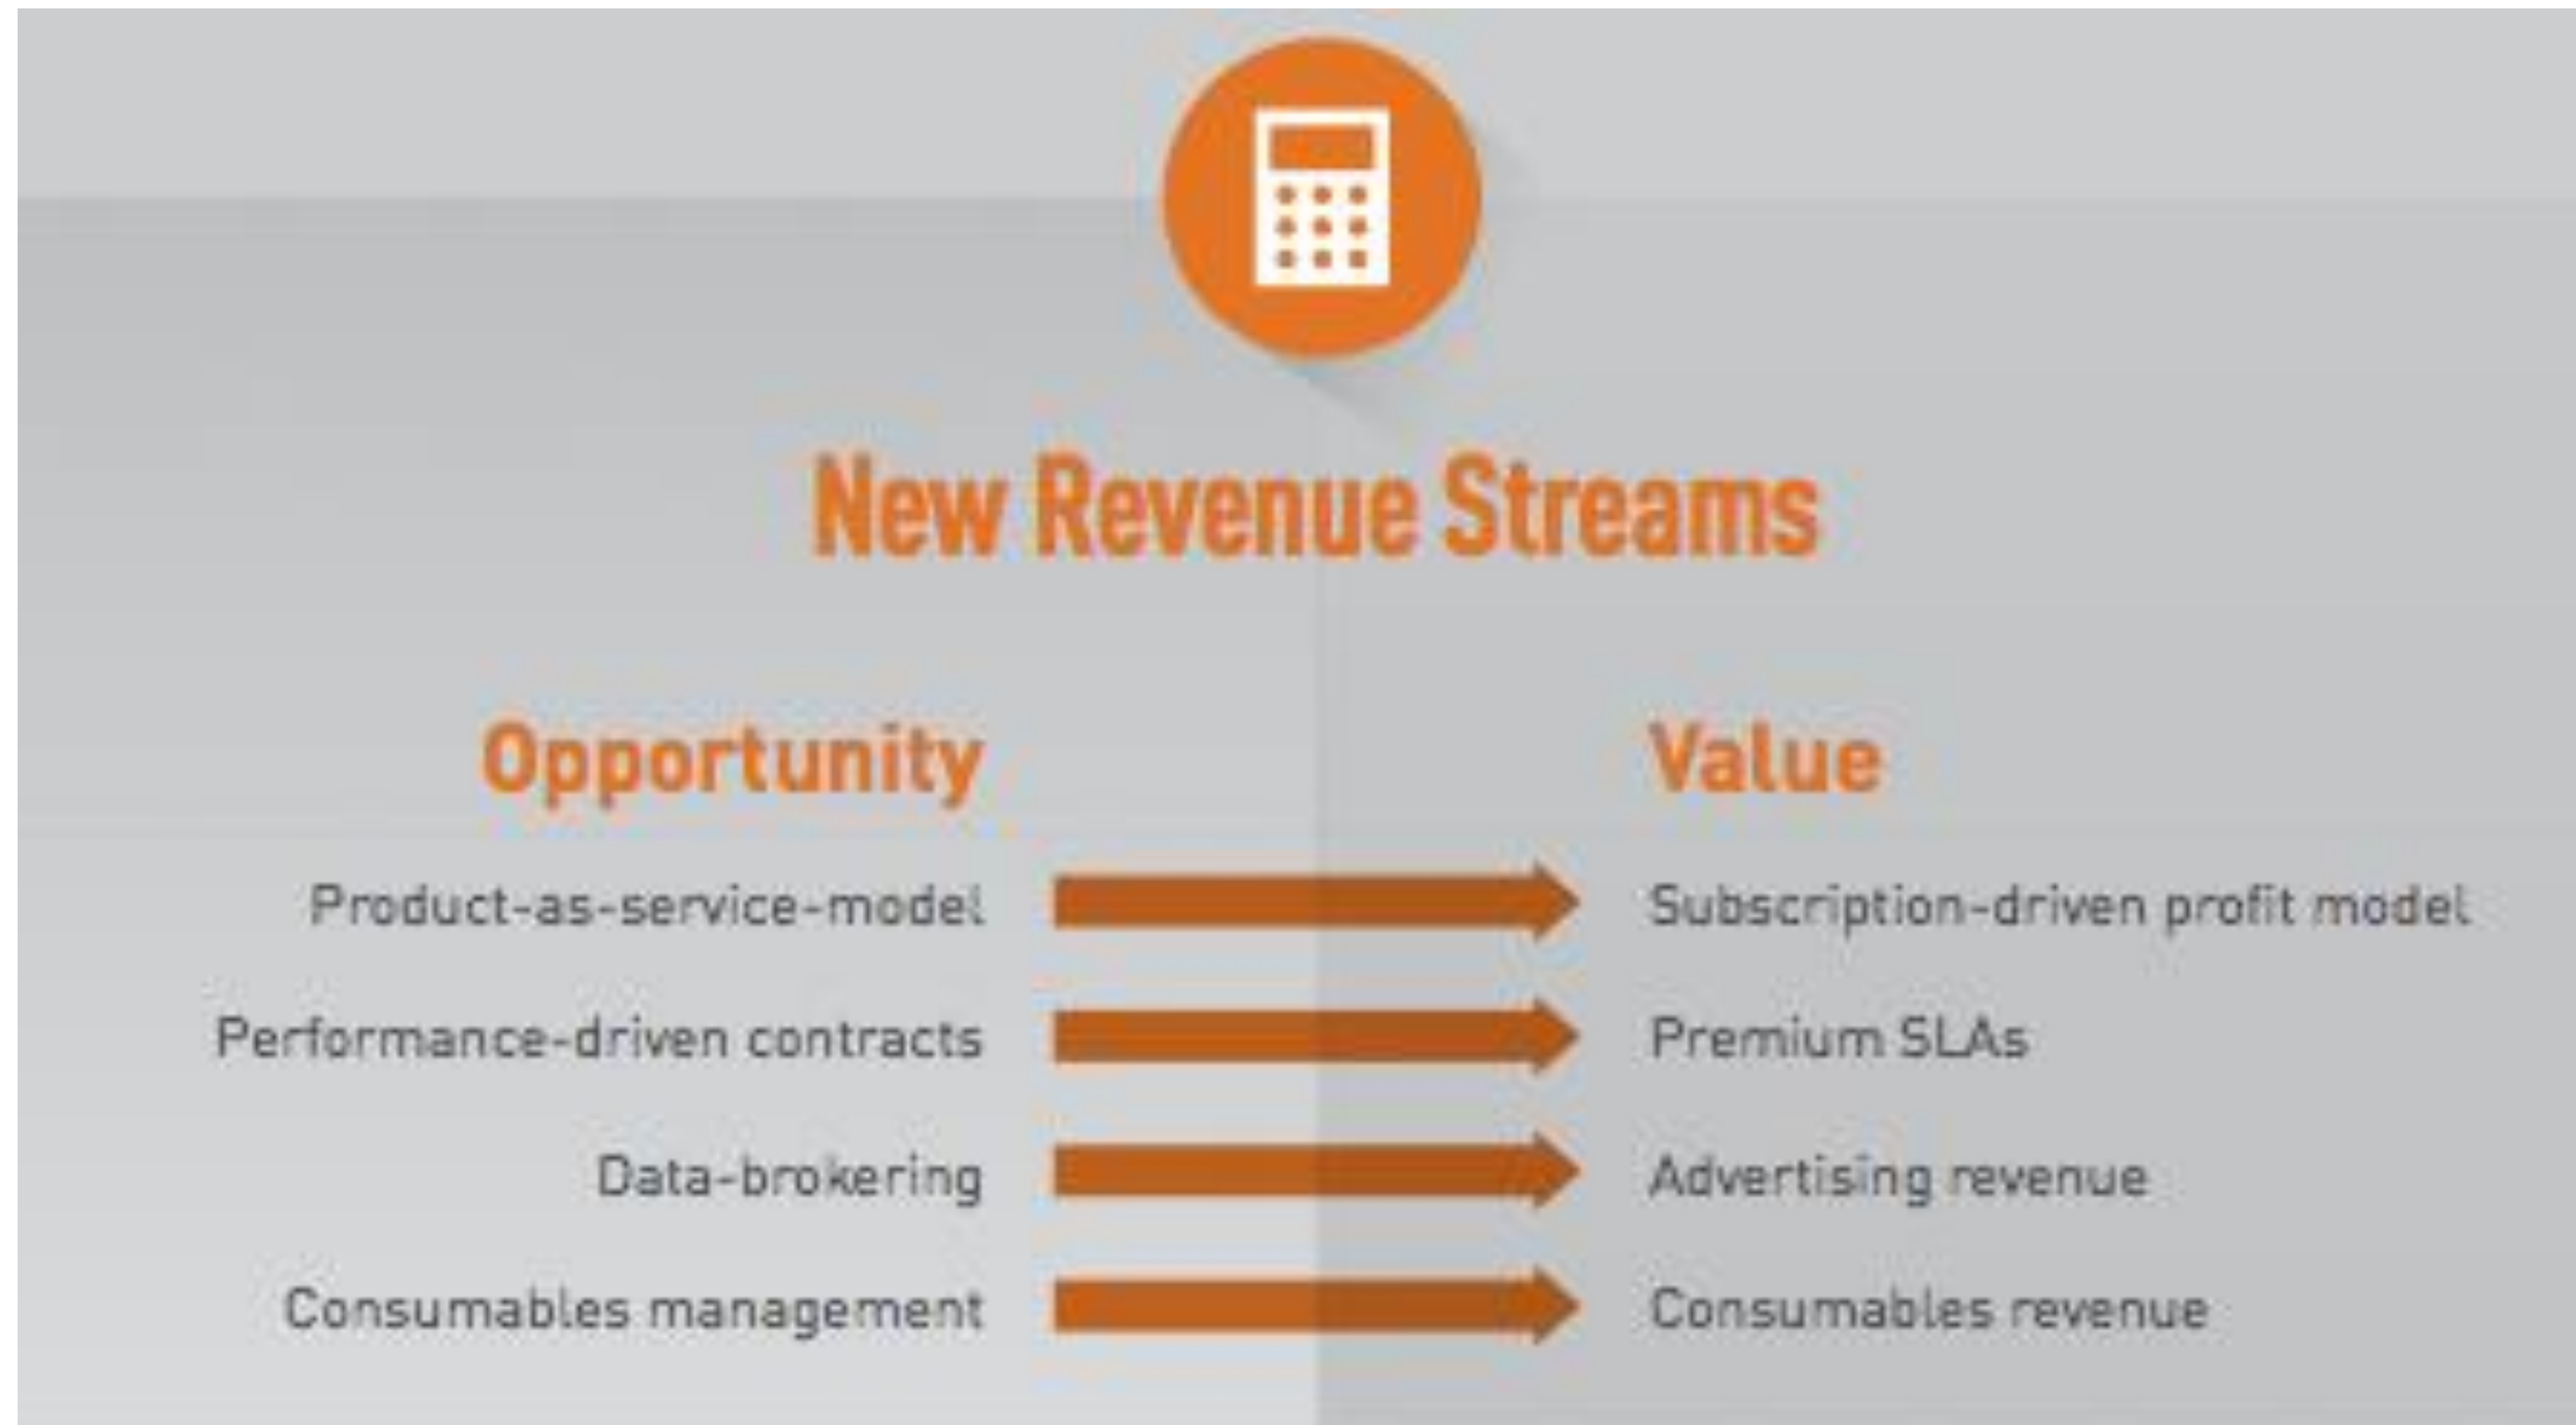 New Revenue Streams
Opportunity Value
Product-as-service-model Subscription-driven profit model
Performance-driven contracts Premium SLAs
Data-brokering Advertising revenue
Consumables management Consumables revenue